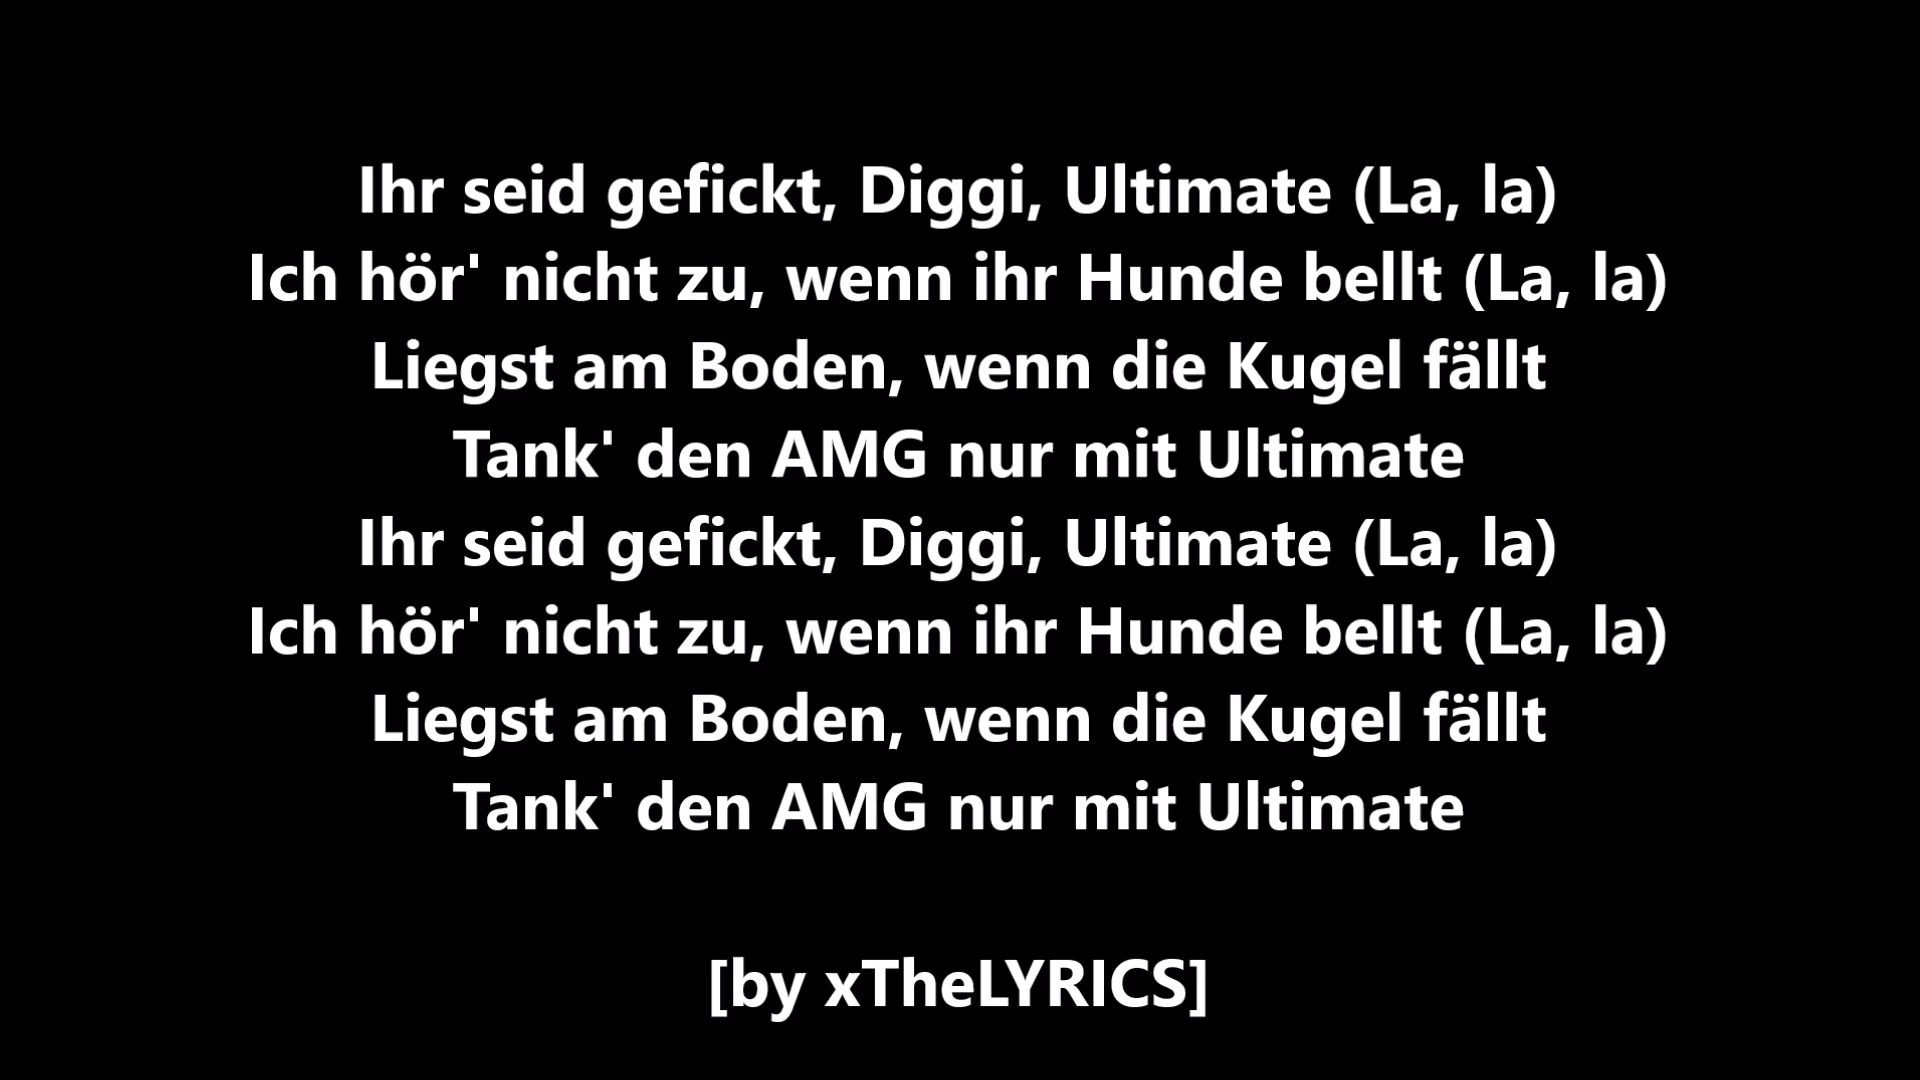 Ihr seid gefickt, Diggi, Ultimate (La, la)
Ich hör' nicht zu, wenn ihr Hunde bellt (La, la)
Liegst am Boden, wenn die Kugel fällt
Tank' den AMG nur mit Ultimate
Ihr seid gefickt, Diggi, Ultimate (La, la)
Ich hör' nicht zu, wenn ihr Hunde bellt (La, la)
Liegst am Boden, wenn die Kugel fällt
Tank' den AMG nur mit Ultimate
[by xTheLYRICS]